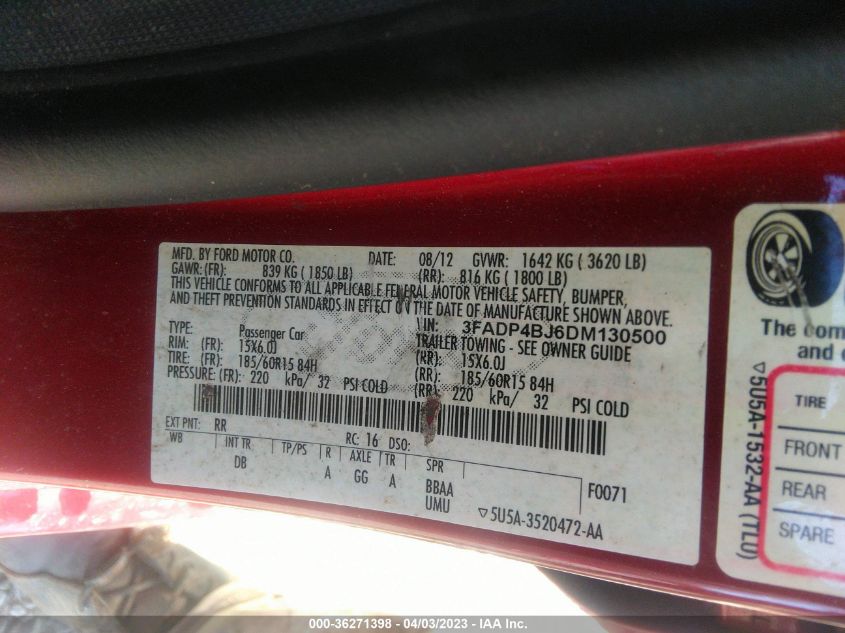 MFD. BY FORD MOTOR CO. DATE: 08/12 GVWR: 1642 KG ( 3620 LB)
GAWR: (FR): 839 KG ( 1850 LB) (RR): 816 KG ( 1800 LB)
THIS VEHICLE CONFORMS TO ALL APPLICABLE FEDERAL MOTOR VEHICLE SAFETY, BUMPER,
AND THEFT PREVENTION STANDARDS IN EFFECT ON THE DATE OF MANUFACTURE SHOWN ABOVE.
VIN: 3FADP4BJ6DM130500
TYPE: Passenger Car TRAILER TOWING - SEE OWNER GUIDE
RIM: (FR): 15X6.0J (RR): 15X6.0J
TIRE: (FR): 185/60R15 84H (RR): 185/60R15 84H
PRESSURE: (FR): 220 kPa/ 32 PSI COLD (RR): 220 kPa/ 32 PSI COLD
EXT PNT: RR RC: 16 DSO:
WB INT TR TP/PS R AXLE TR SPR
DB A GG A BBAA F0071
UMU ▽5U5A-3520472-AA
The com
and c
▽5U5A-1532-AA (TLU)
TIRE
FRONT
REAR
SPARE
000-36271398 - 04/03/2023 - IAA Inc.